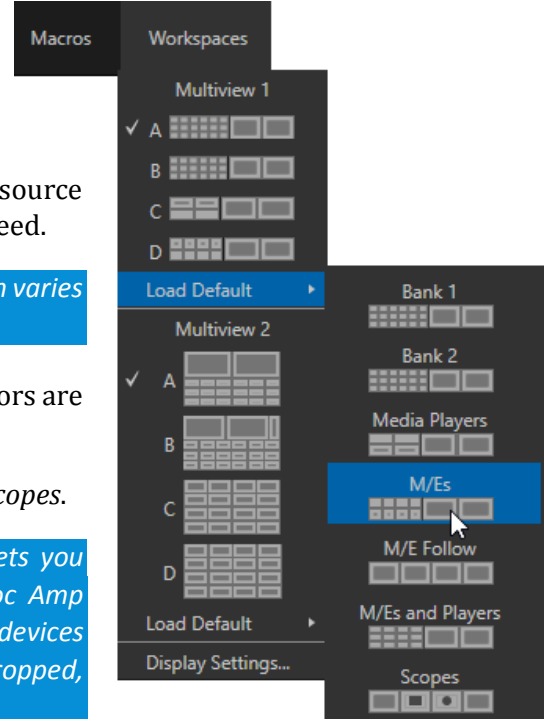 Macros
Workspaces
Multiview 1
A
B
C
D
Load Default
Multiview 2
A
B
C
D
Load Default
Display Settings...
Bank 1
Bank 2
Media Players
M/Es
M/E Follow
M/Es and Players
Scopes
source
eed.
varies
ors are
copes.
ets you
oc Amp
devices
ropped,